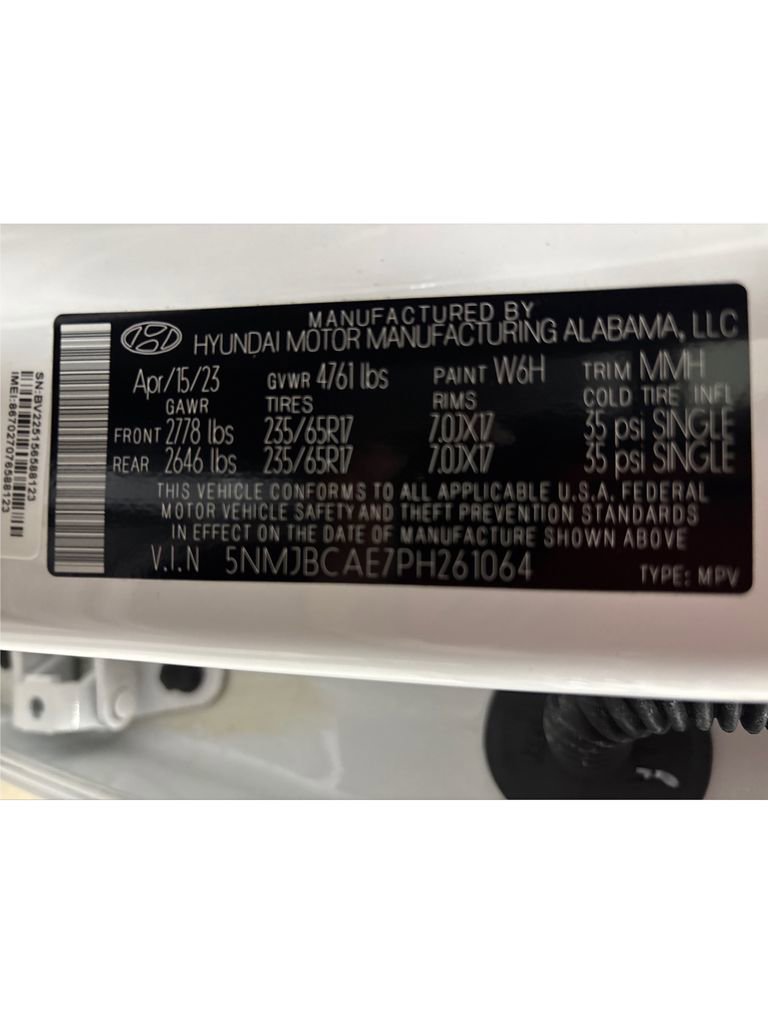 MANUFACTURED BY
HYUNDAI MOTOR MANUFACTURING ALABAMA, LLC
Apr/15/23 GVWR 4761 lbs PAINT W6H TRIM MMH
GAWR TIRES RIMS COLD TIRE INFL
FRONT 2778 lbs 235/65R17 7.0JX17 35 psi SINGLE
REAR 2646 lbs 235/65R17 7.0JX17 35 psi SINGLE
THIS VEHICLE CONFORMS TO ALL APPLICABLE U.S.A. FEDERAL
MOTOR VEHICLE SAFETY AND THEFT PREVENTION STANDARDS
IN EFFECT ON THE DATE OF MANUFACTURE SHOWN ABOVE
V.I.N 5NMJBCAE7PH261064 TYPE: MPV
SN:BV225156588123
IMEI:867027076588123